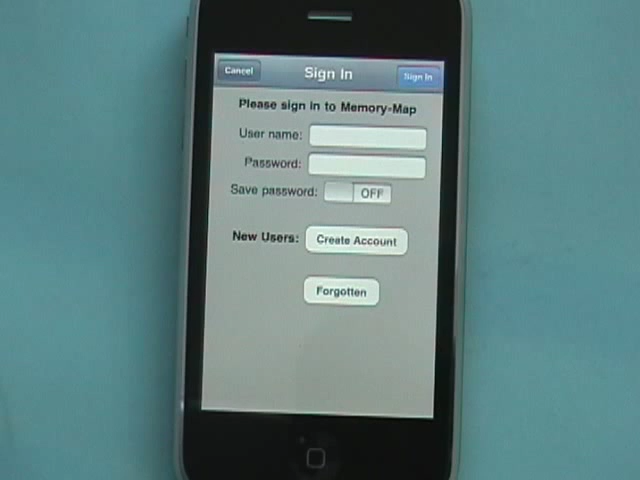 Cancel Sign In Sign In
Please sign in to Memory-Map
User name:
Password:
Save password: OFF
New Users: Create Account
Forgotten